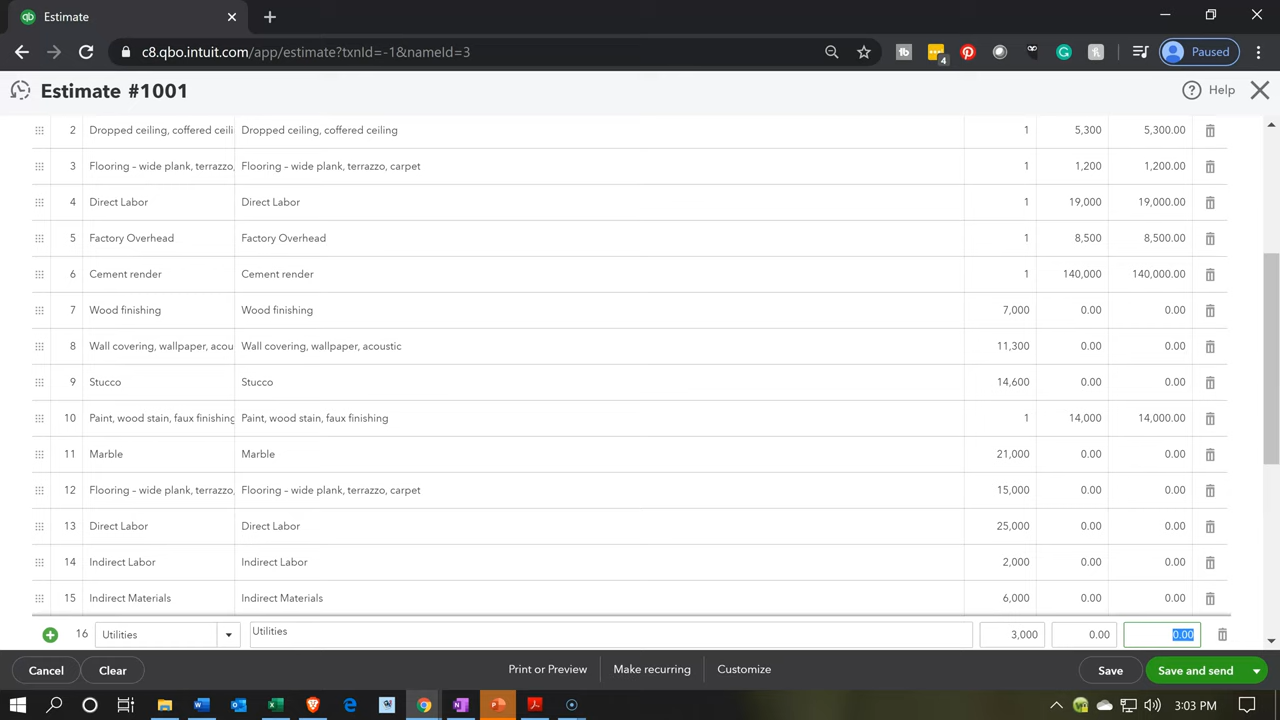 Estimate
c8.qbo.intuit.com/app/estimate?txnId=-1&nameId=3
4
Paused
Estimate #1001
Help
2 Dropped ceiling, coffered ceili Dropped ceiling, coffered ceiling 1 5,300 5,300.00
3 Flooring – wide plank, terrazzo, Flooring – wide plank, terrazzo, carpet 1 1,200 1,200.00
4 Direct Labor Direct Labor 1 19,000 19,000.00
5 Factory Overhead Factory Overhead 1 8,500 8,500.00
6 Cement render Cement render 1 140,000 140,000.00
7 Wood finishing Wood finishing 7,000 0.00 0.00
8 Wall covering, wallpaper, acou Wall covering, wallpaper, acoustic 11,300 0.00 0.00
9 Stucco Stucco 14,600 0.00 0.00
10 Paint, wood stain, faux finishing Paint, wood stain, faux finishing 1 14,000 14,000.00
11 Marble Marble 21,000 0.00 0.00
12 Flooring – wide plank, terrazzo, Flooring – wide plank, terrazzo, carpet 15,000 0.00 0.00
13 Direct Labor Direct Labor 25,000 0.00 0.00
14 Indirect Labor Indirect Labor 2,000 0.00 0.00
15 Indirect Materials Indirect Materials 6,000 0.00 0.00
16 Utilities Utilities 3,000 0.00 0.00
Cancel Clear Print or Preview Make recurring Customize Save Save and send
3:03 PM